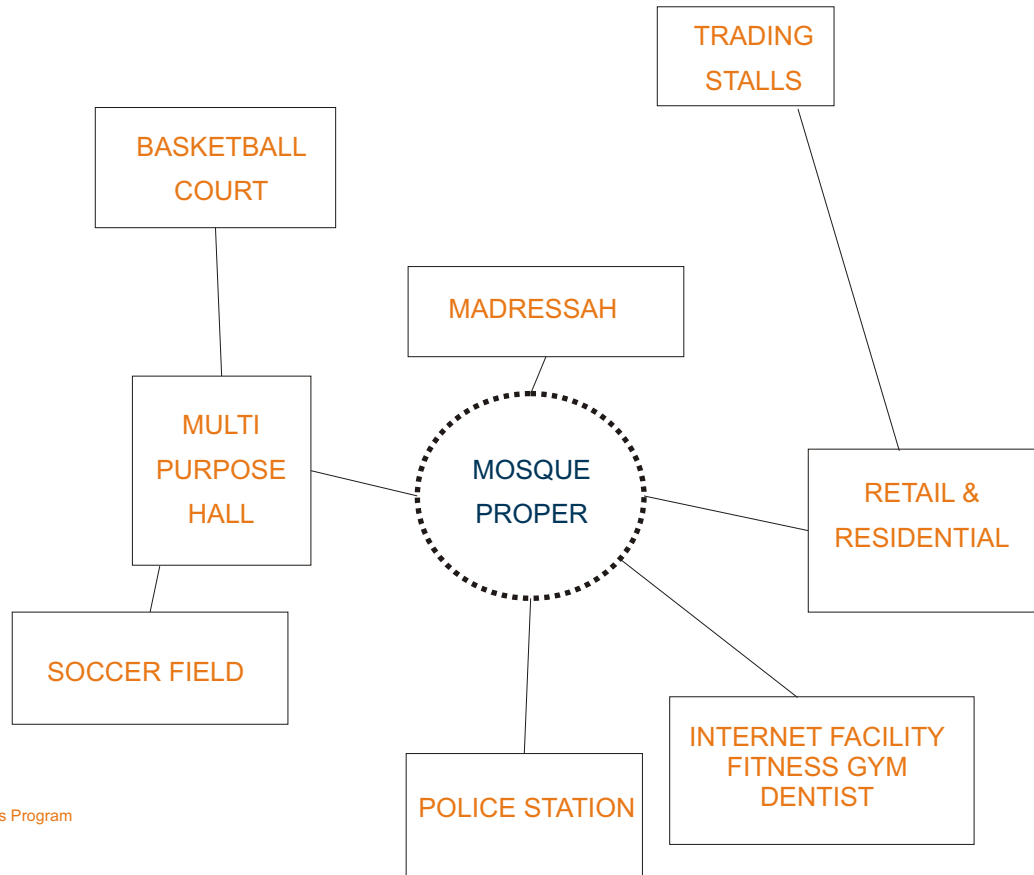 TRADING
STALLS
BASKETBALL
COURT
MADRESSAH
MULTI
PURPOSE
HALL
MOSQUE
PROPER
RETAIL &
RESIDENTIAL
SOCCER FIELD
INTERNET FACILITY
FITNESS GYM
DENTIST
POLICE STATION
s Program